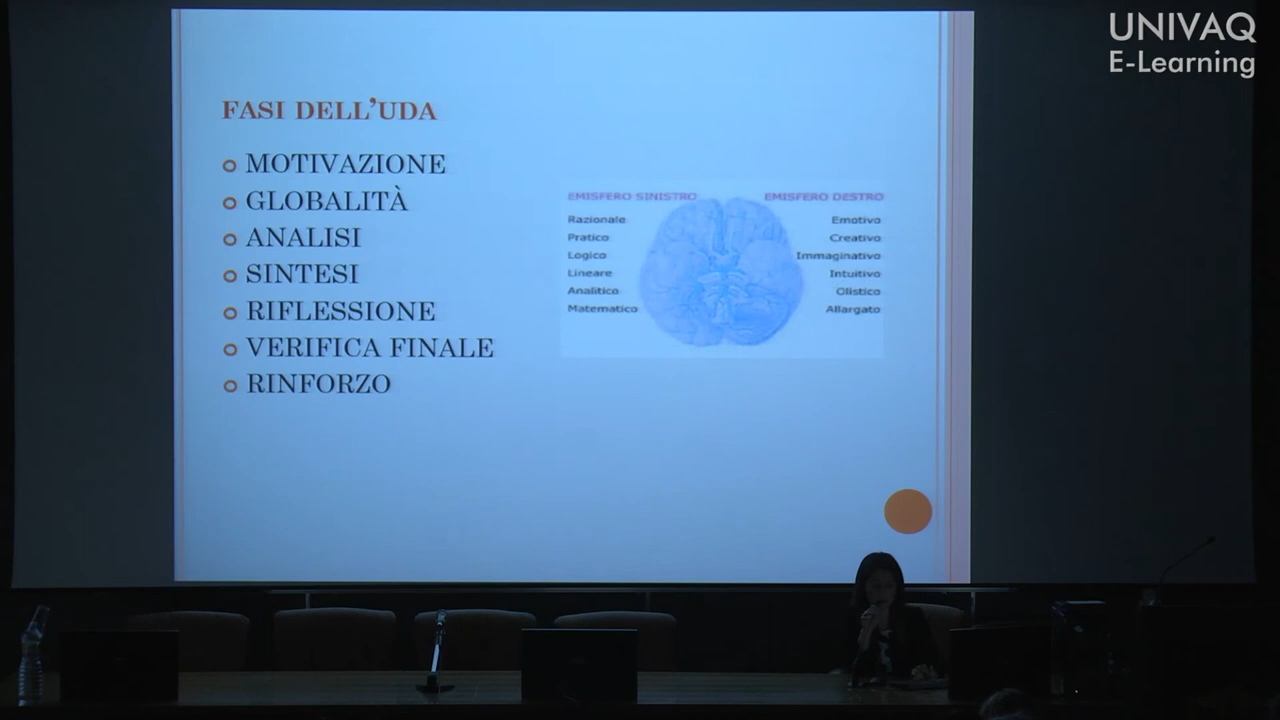 UNIVAQ
E-Learning
FASI DELL'UDA
MOTIVAZIONE
GLOBALITÀ
ANALISI
SINTESI
RIFLESSIONE
VERIFICA FINALE
RINFORZO
EMISFERO SINISTRO
Razionale
Pratico
Logico
Lineare
Analitico
Matematico
EMISFERO DESTRO
Emotivo
Creativo
Immaginativo
Intuitivo
Olistico
Allargato